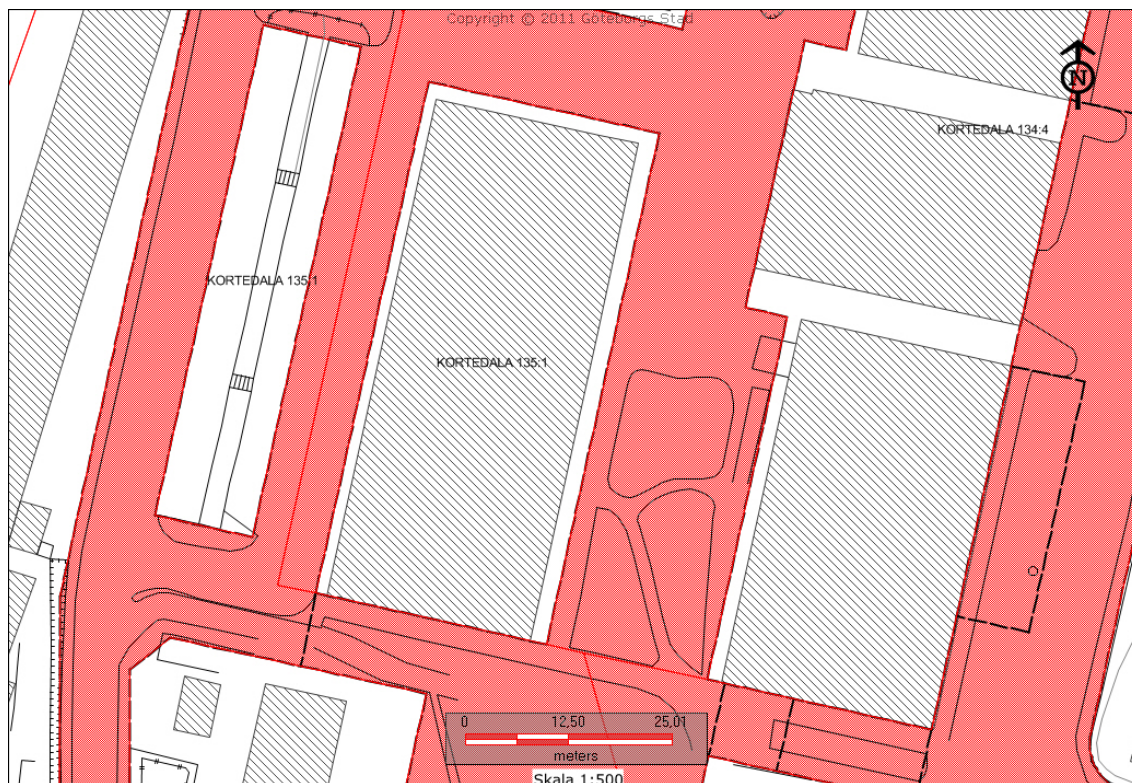 Copyright © 2011 Göteborgs Stad
N
KORTEDALA 134:4
KORTEDALA 135:1
KORTEDALA 135:1
0 12,50 25,01
meters
Skala 1:500